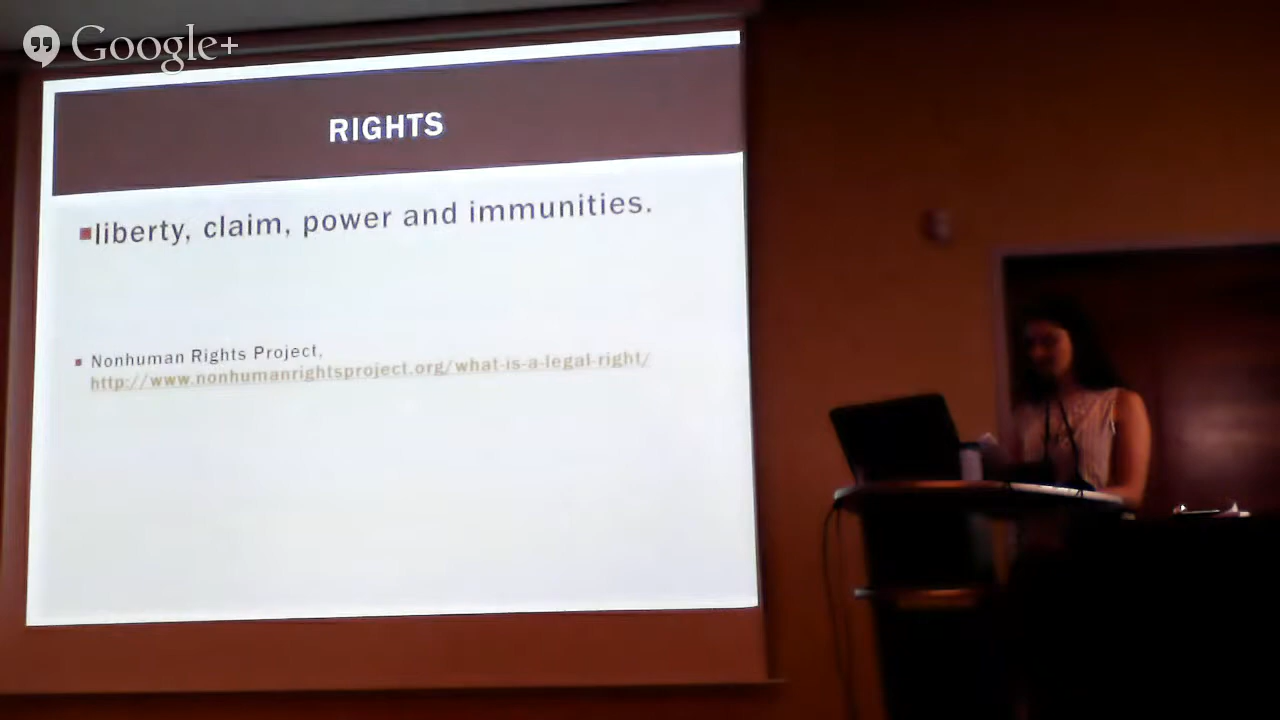 Google+
RIGHTS
liberty, claim, power and immunities.
Nonhuman Rights Project,
http://www.nonhumanrightsproject.org/what-is-a-legal-right/